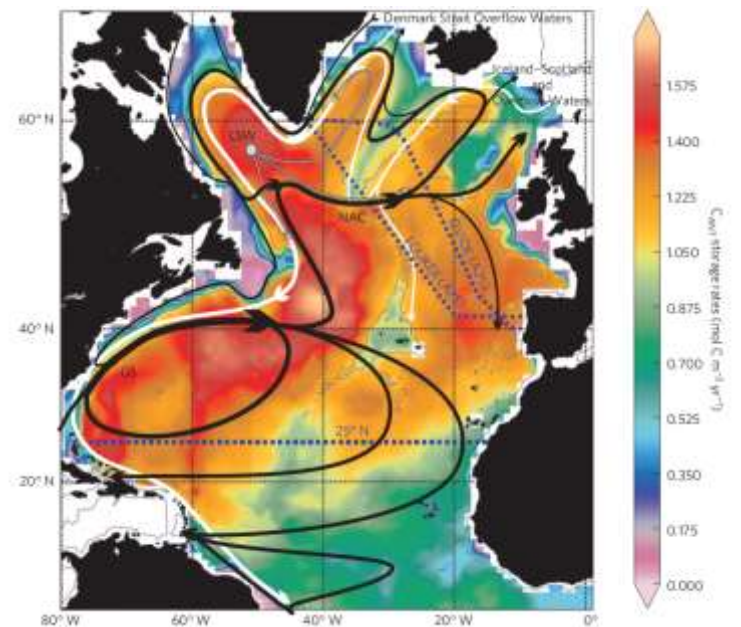 Denmark Strait Overflow Waters
Iceland–Scotland
and
Waters
60° N
LSW
NAC
40° N
GS
25° N
20° N
80° W
60° W
40° W
20° W
0°
1.575
1.400
1.225
1.050
0.875
0.700
0.525
0.350
0.175
0.000
storage rates (mol C m⁻² yr⁻¹)